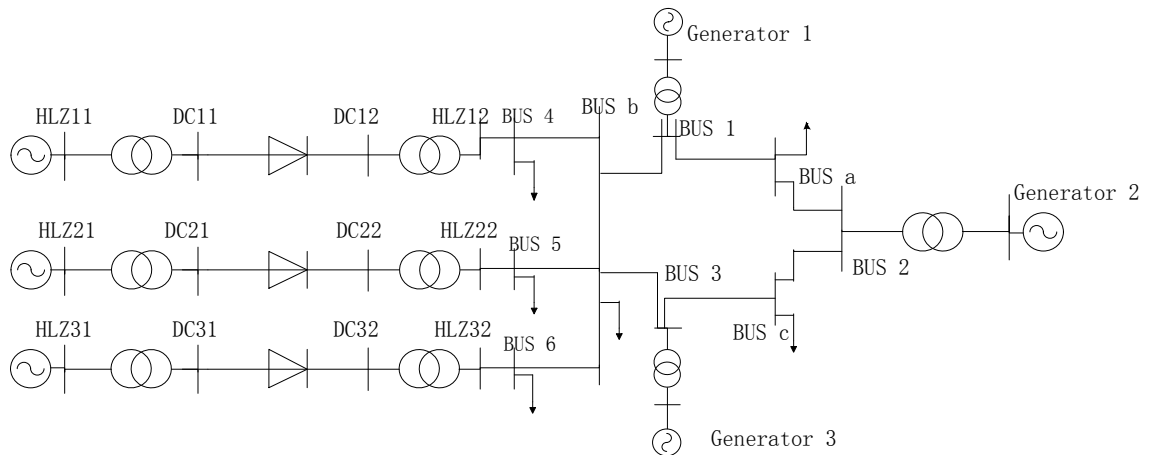 Generator 1
HLZ11 DC11 DC12 HLZ12 BUS 4 BUS b
BUS 1
BUS a
Generator 2
HLZ21 DC21 DC22 HLZ22 BUS 5
BUS 3 BUS 2
HLZ31 DC31 DC32 HLZ32 BUS 6 BUS c
Generator 3